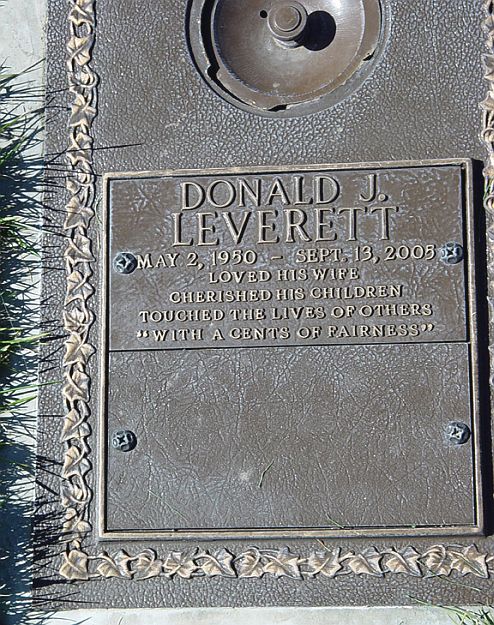 DONALD J.
LEVERETT
MAY 2, 1950 – SEPT. 13, 2005
LOVED HIS WIFE
CHERISHED HIS CHILDREN
TOUCHED THE LIVES OF OTHERS
"WITH A CENTS OF FAIRNESS"